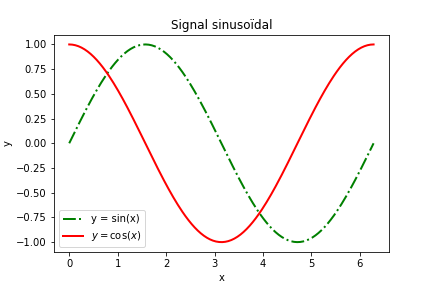 Signal sinusoïdal
1.00
0.75
0.50
0.25
0.00
−0.25
−0.50
−0.75
−1.00
y
y = sin(x)
y = cos(x)
0 1 2 3 4 5 6
x